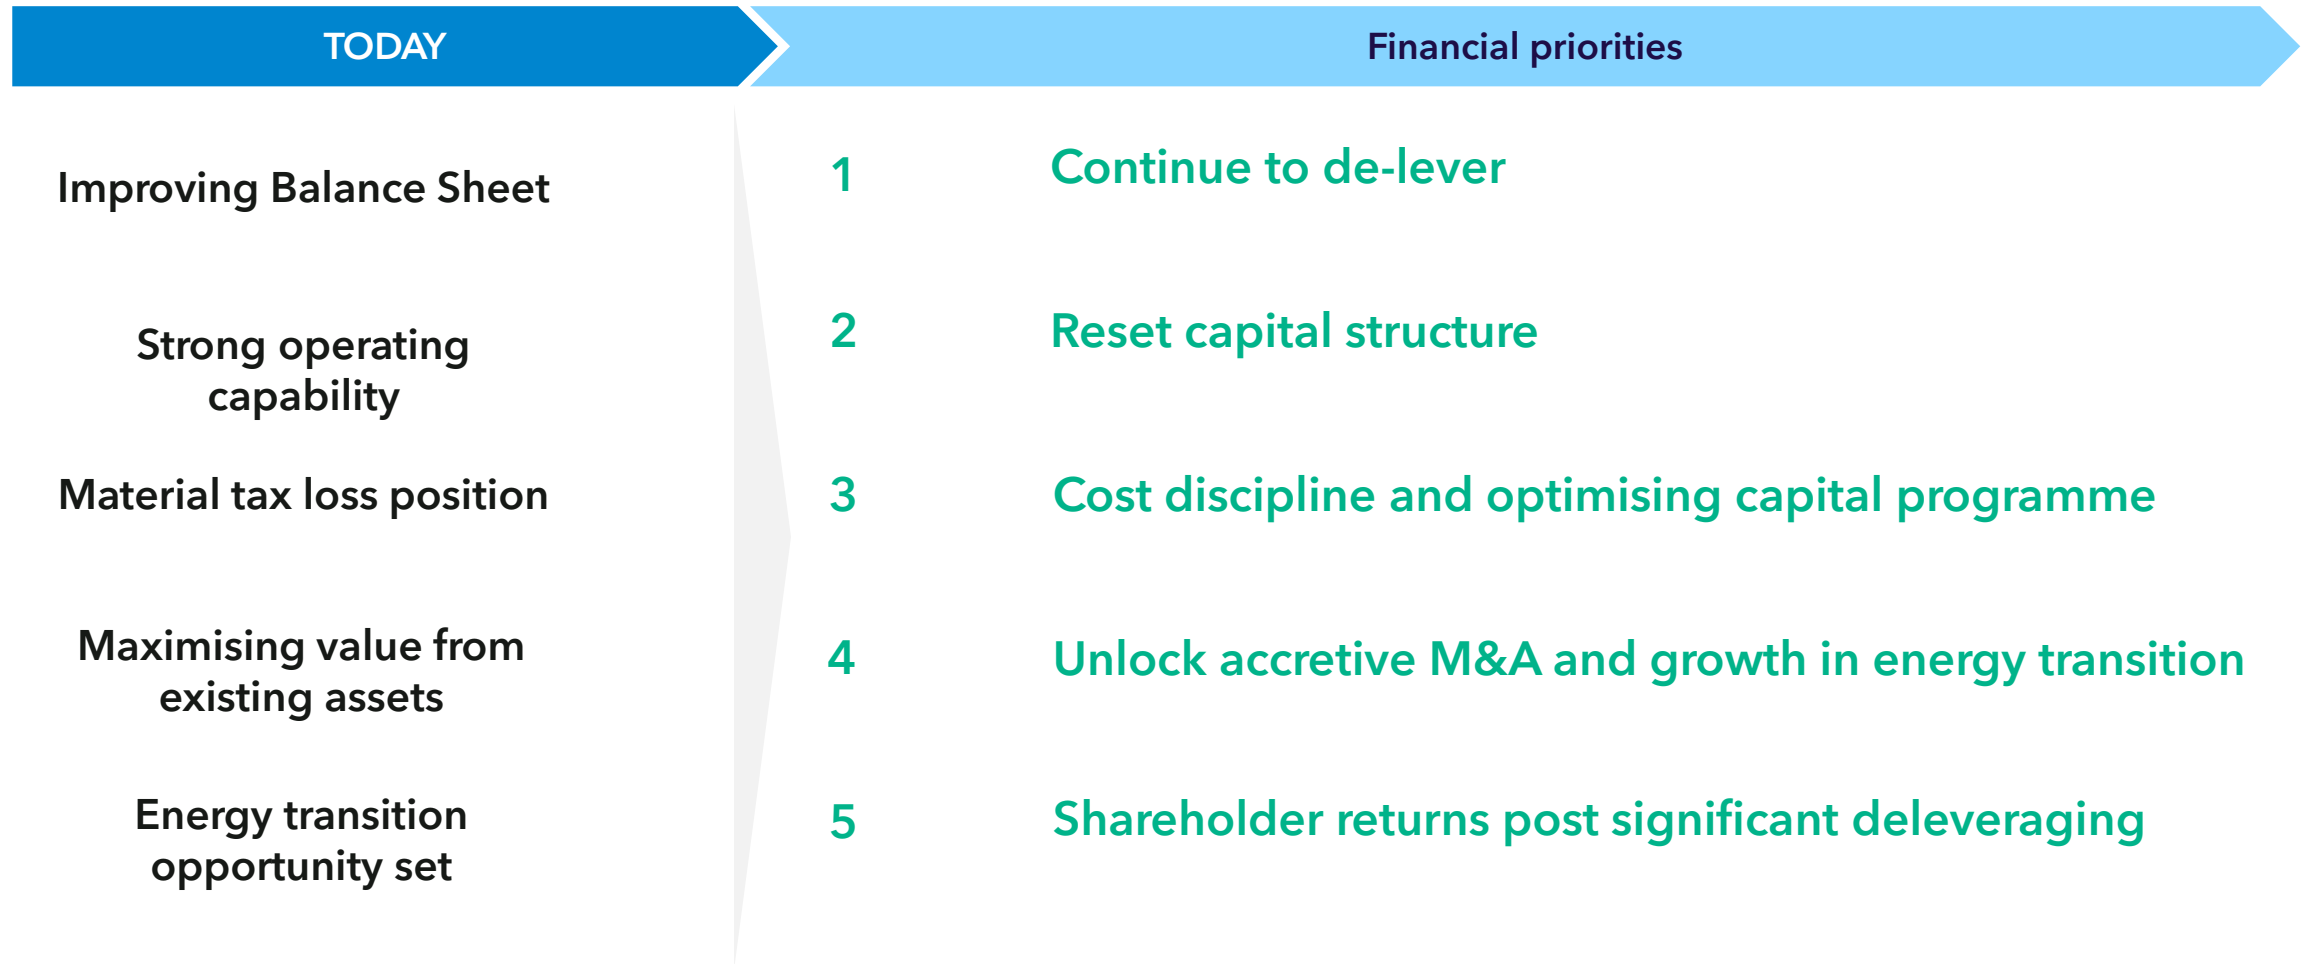 TODAY
Financial priorities
Improving Balance Sheet
1
Continue to de-lever
Strong operating
capability
2
Reset capital structure
Material tax loss position
3
Cost discipline and optimising capital programme
Maximising value from
existing assets
4
Unlock accretive M&A and growth in energy transition
Energy transition
opportunity set
5
Shareholder returns post significant deleveraging